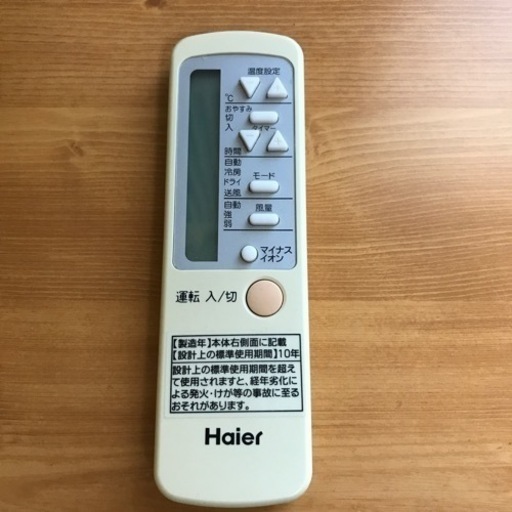 温度設定
℃
おやすみ
切
入
タイマー
時間
自動
冷房
ドライ
送風
モード
自動
強
弱
風量
マイナス
イオン
運転 入/切
【製造年】本体右側面に記載
【設計上の標準使用期間】10年
設計上の標準使用期間を超え
て使用されますと、経年劣化に
よる発火・けが等の事故に至る
おそれがあります。
Haier